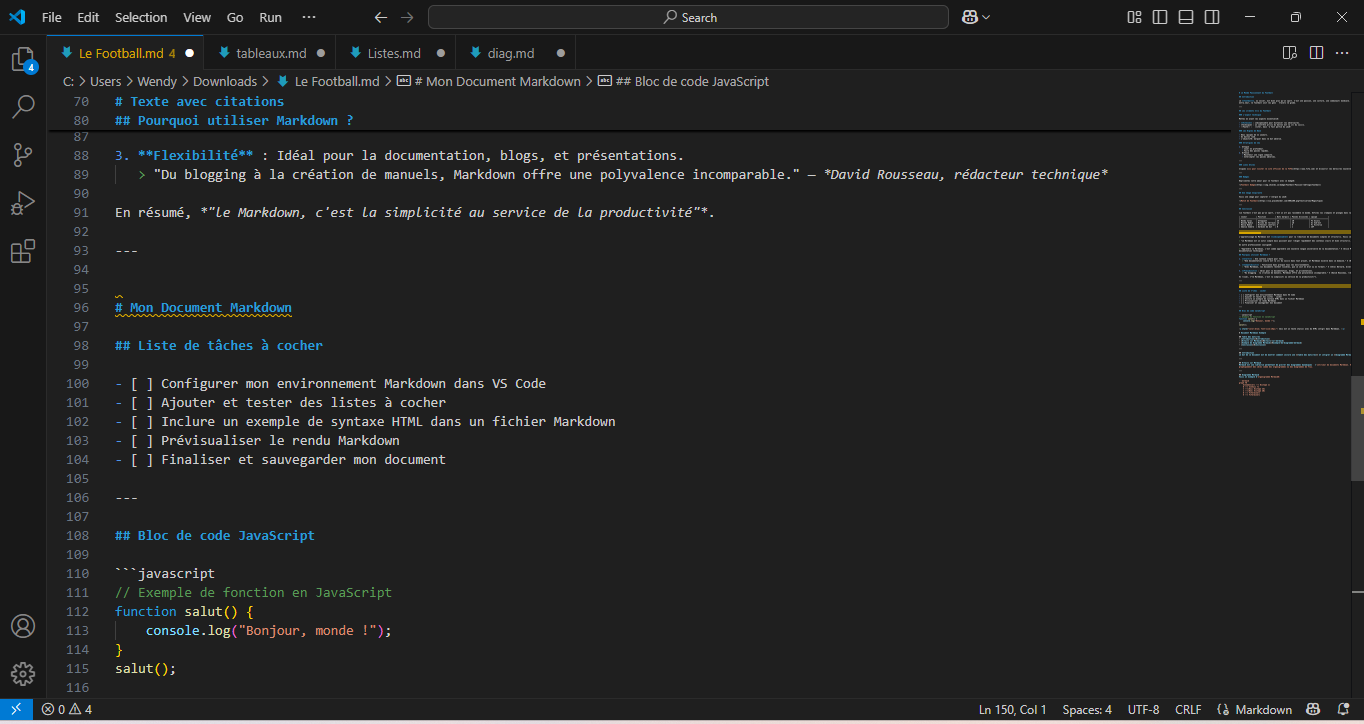 File Edit Selection View Go Run ··· Search
Le Football.md 4 tableaux.md Listes.md diag.md
C: > Users > Wendy > Downloads > Le Football.md > # Mon Document Markdown > ## Bloc de code JavaScript
4
70 # Texte avec citations
80 ## Pourquoi utiliser Markdown ?
87
88 3. **Flexibilité** : Idéal pour la documentation, blogs, et présentations.
89 > "Du blogging à la création de manuels, Markdown offre une polyvalence incomparable." — *David Rousseau, rédacteur technique*
90
91 En résumé, *"le Markdown, c'est la simplicité au service de la productivité"*.
92
93 ---
94
95
96 # Mon Document Markdown
97
98 ## Liste de tâches à cocher
99
100 - [ ] Configurer mon environnement Markdown dans VS Code
101 - [ ] Ajouter et tester des listes à cocher
102 - [ ] Inclure un exemple de syntaxe HTML dans un fichier Markdown
103 - [ ] Prévisualiser le rendu Markdown
104 - [ ] Finaliser et sauvegarder mon document
105
106 ---
107
108 ## Bloc de code JavaScript
109
110 ```javascript
111 // Exemple de fonction en JavaScript
112 function salut() {
113 console.log("Bonjour, monde !");
114 }
115 salut();
116
0 4 Ln 150, Col 1 Spaces: 4 UTF-8 CRLF {} Markdown